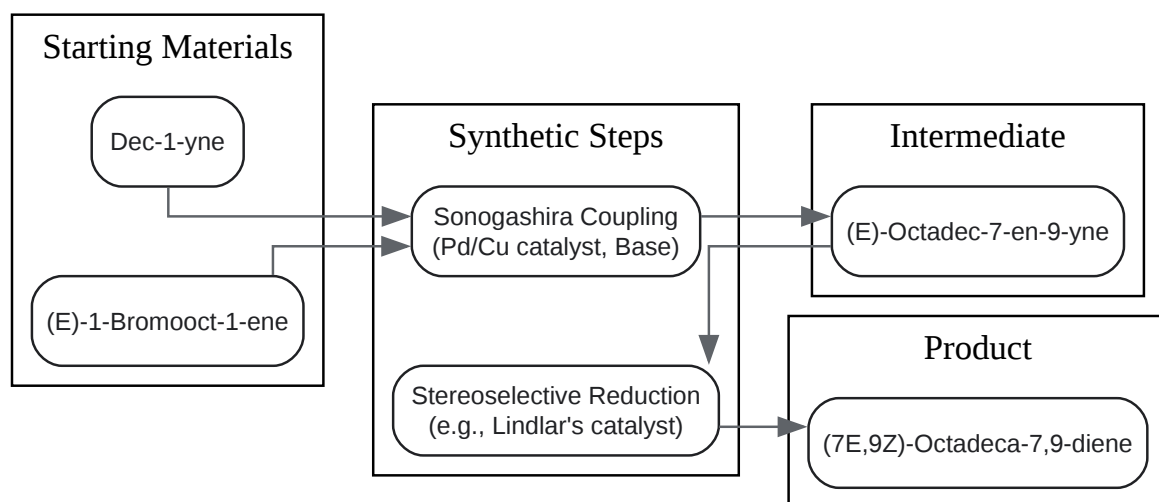 Starting Materials
Dec-1-yne
(E)-1-Bromooct-1-ene
Synthetic Steps
Sonogashira Coupling
(Pd/Cu catalyst, Base)
Stereoselective Reduction
(e.g., Lindlar's catalyst)
Intermediate
(E)-Octadec-7-en-9-yne
Product
(7E,9Z)-Octadeca-7,9-diene